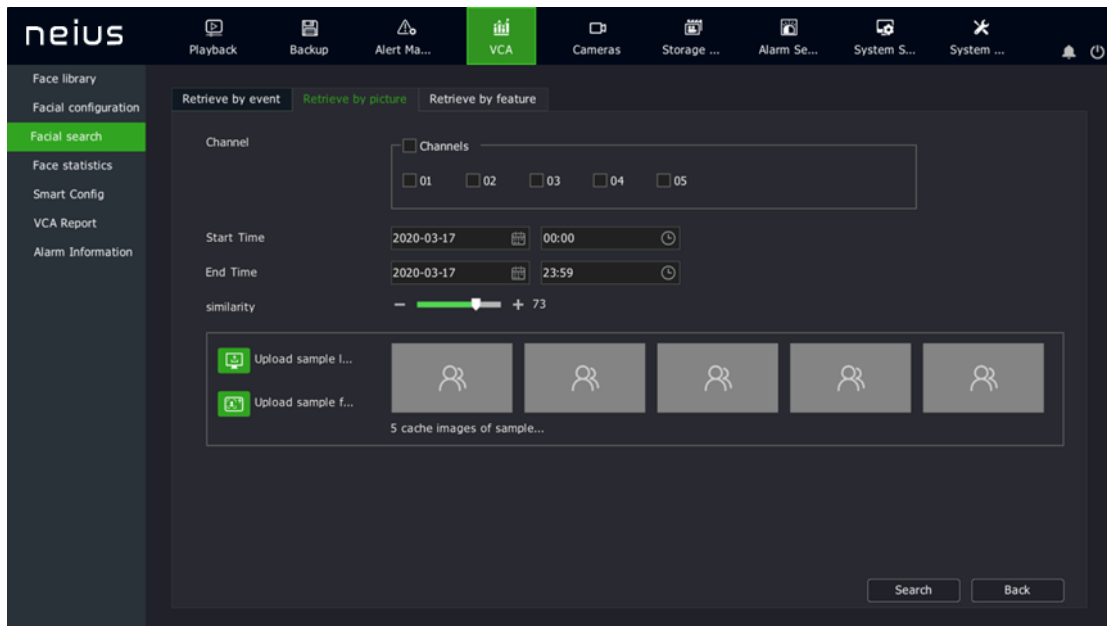 neius
Playback
Backup
Alert Ma...
VCA
Cameras
Storage ...
Alarm Se...
System S...
System ...
Face library
Facial configuration
Facial search
Face statistics
Smart Config
VCA Report
Alarm Information
Retrieve by event
Retrieve by picture
Retrieve by feature
Channel
Channels
01 02 03 04 05
Start Time 2020-03-17 00:00
End Time 2020-03-17 23:59
similarity − + 73
Upload sample l...
Upload sample f...
5 cache images of sample...
Search
Back